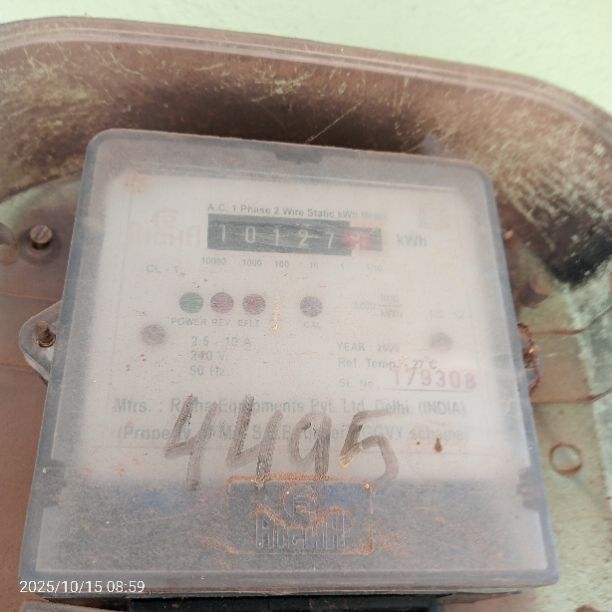 A.C. 1 Phase 2 Wire Static kWh Meter
10127 kWh
10000 1000 100 10 1 1/10
CL - 1
POWER REV. EFLT CAL
2.5 - 10 A
240 V
50 Hz
YEAR :
Ref. Temp. : 27°C
SL. No. 179308
Mfrs. : Equipments Pvt. Ltd. Delhi, (INDIA)
(Property
4495
2025/10/15 08:59